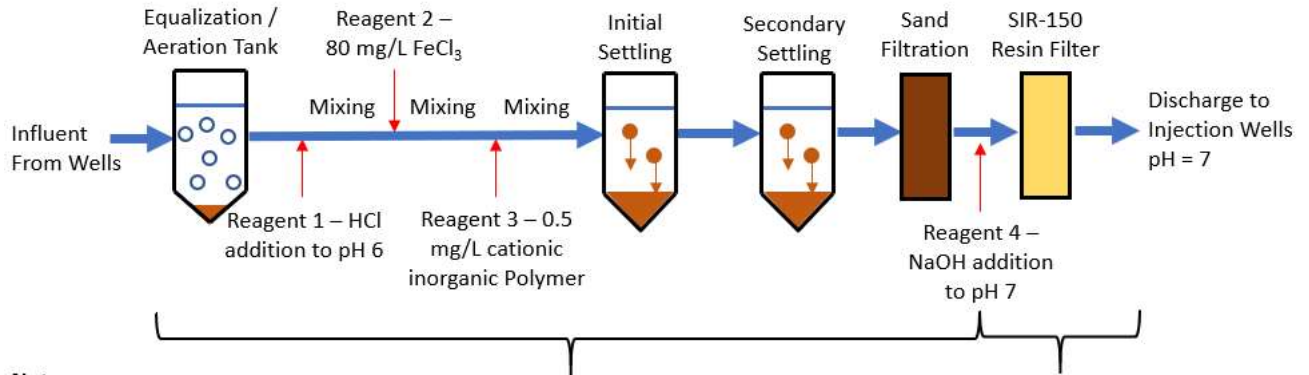 Equalization /
Aeration Tank
Reagent 2 –
80 mg/L FeCl₃
Initial
Settling
Secondary
Settling
Sand
Filtration
SIR-150
Resin Filter
Mixing
Mixing
Mixing
Influent
From Wells
Discharge to
Injection Wells
pH = 7
Reagent 1 – HCl
addition to pH 6
Reagent 3 – 0.5
mg/L cationic
inorganic Polymer
Reagent 4 –
NaOH addition
to pH 7